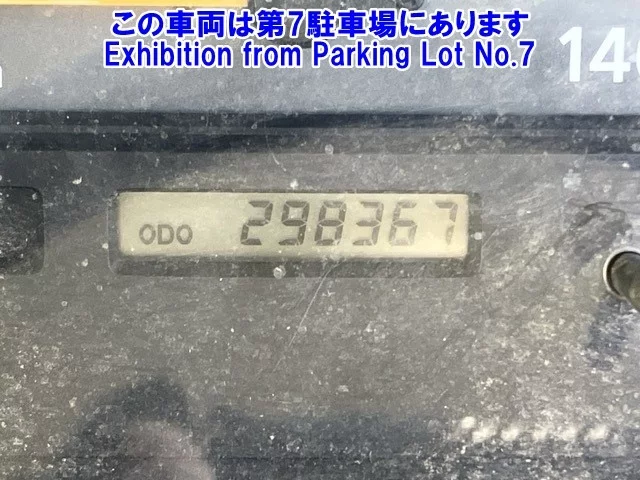 この車両は第7駐車場にあります
Exhibition from Parking Lot No.7
14
ODO 298367